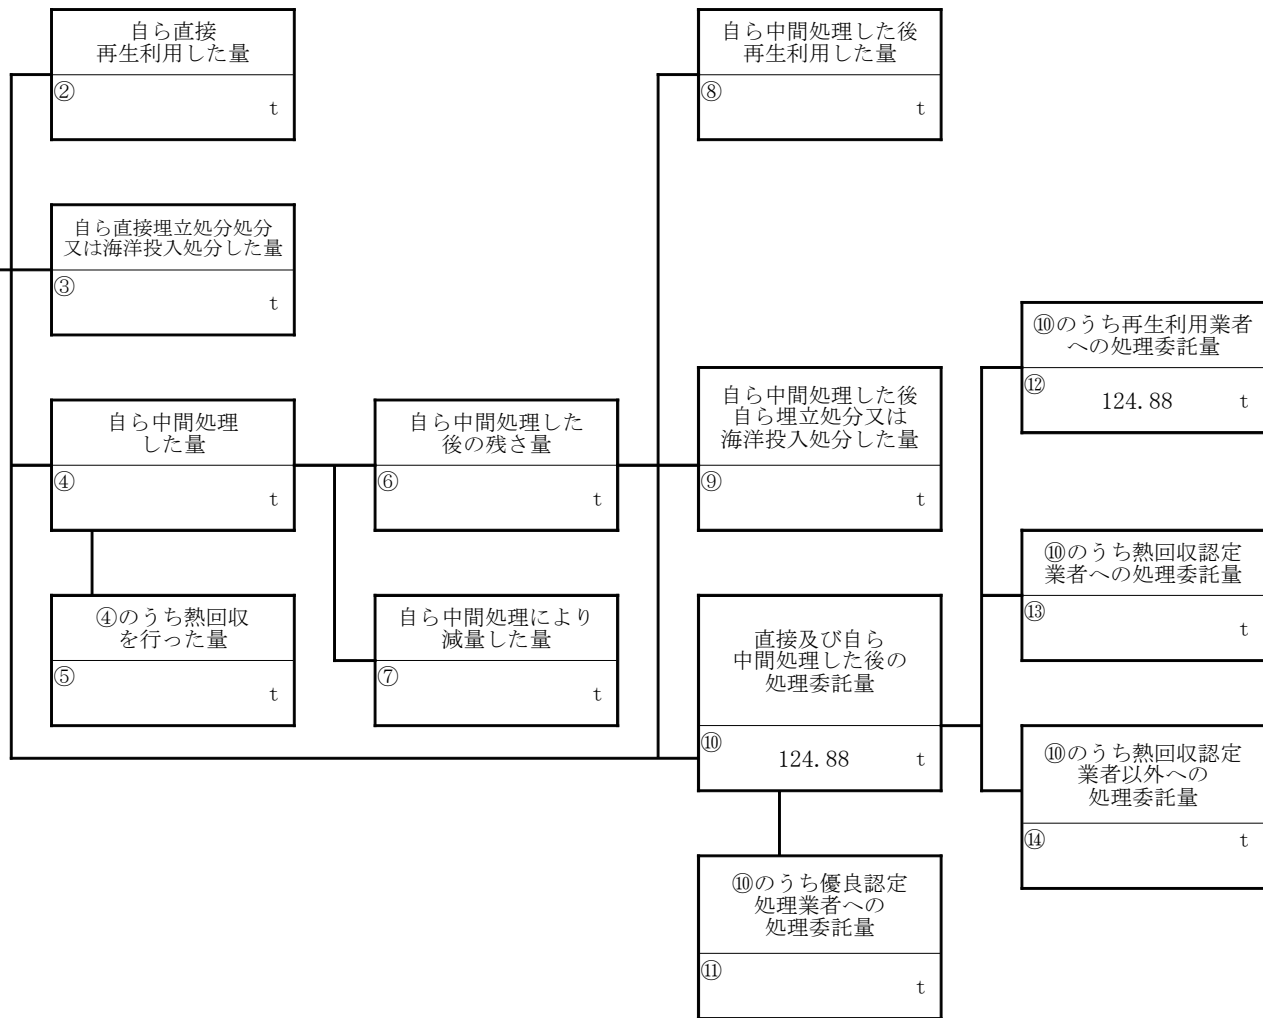 自ら直接
再生利用した量
②
t
自ら中間処理した後
再生利用した量
⑧
t
自ら直接埋立処分処分
又は海洋投入処分した量
③
t
⑩のうち再生利用業者
への処理委託量
⑫
124.88 t
自ら中間処理
した量
④
t
自ら中間処理した
後の残さ量
⑥
t
自ら中間処理した後
自ら埋立処分又は
海洋投入処分した量
⑨
t
⑩のうち熱回収認定
業者への処理委託量
⑬
t
④のうち熱回収
を行った量
⑤
t
自ら中間処理により
減量した量
⑦
t
直接及び自ら
中間処理した後の
処理委託量
⑩
124.88 t
⑩のうち熱回収認定
業者以外への
処理委託量
⑭ t
⑩のうち優良認定
処理業者への
処理委託量
⑪
t